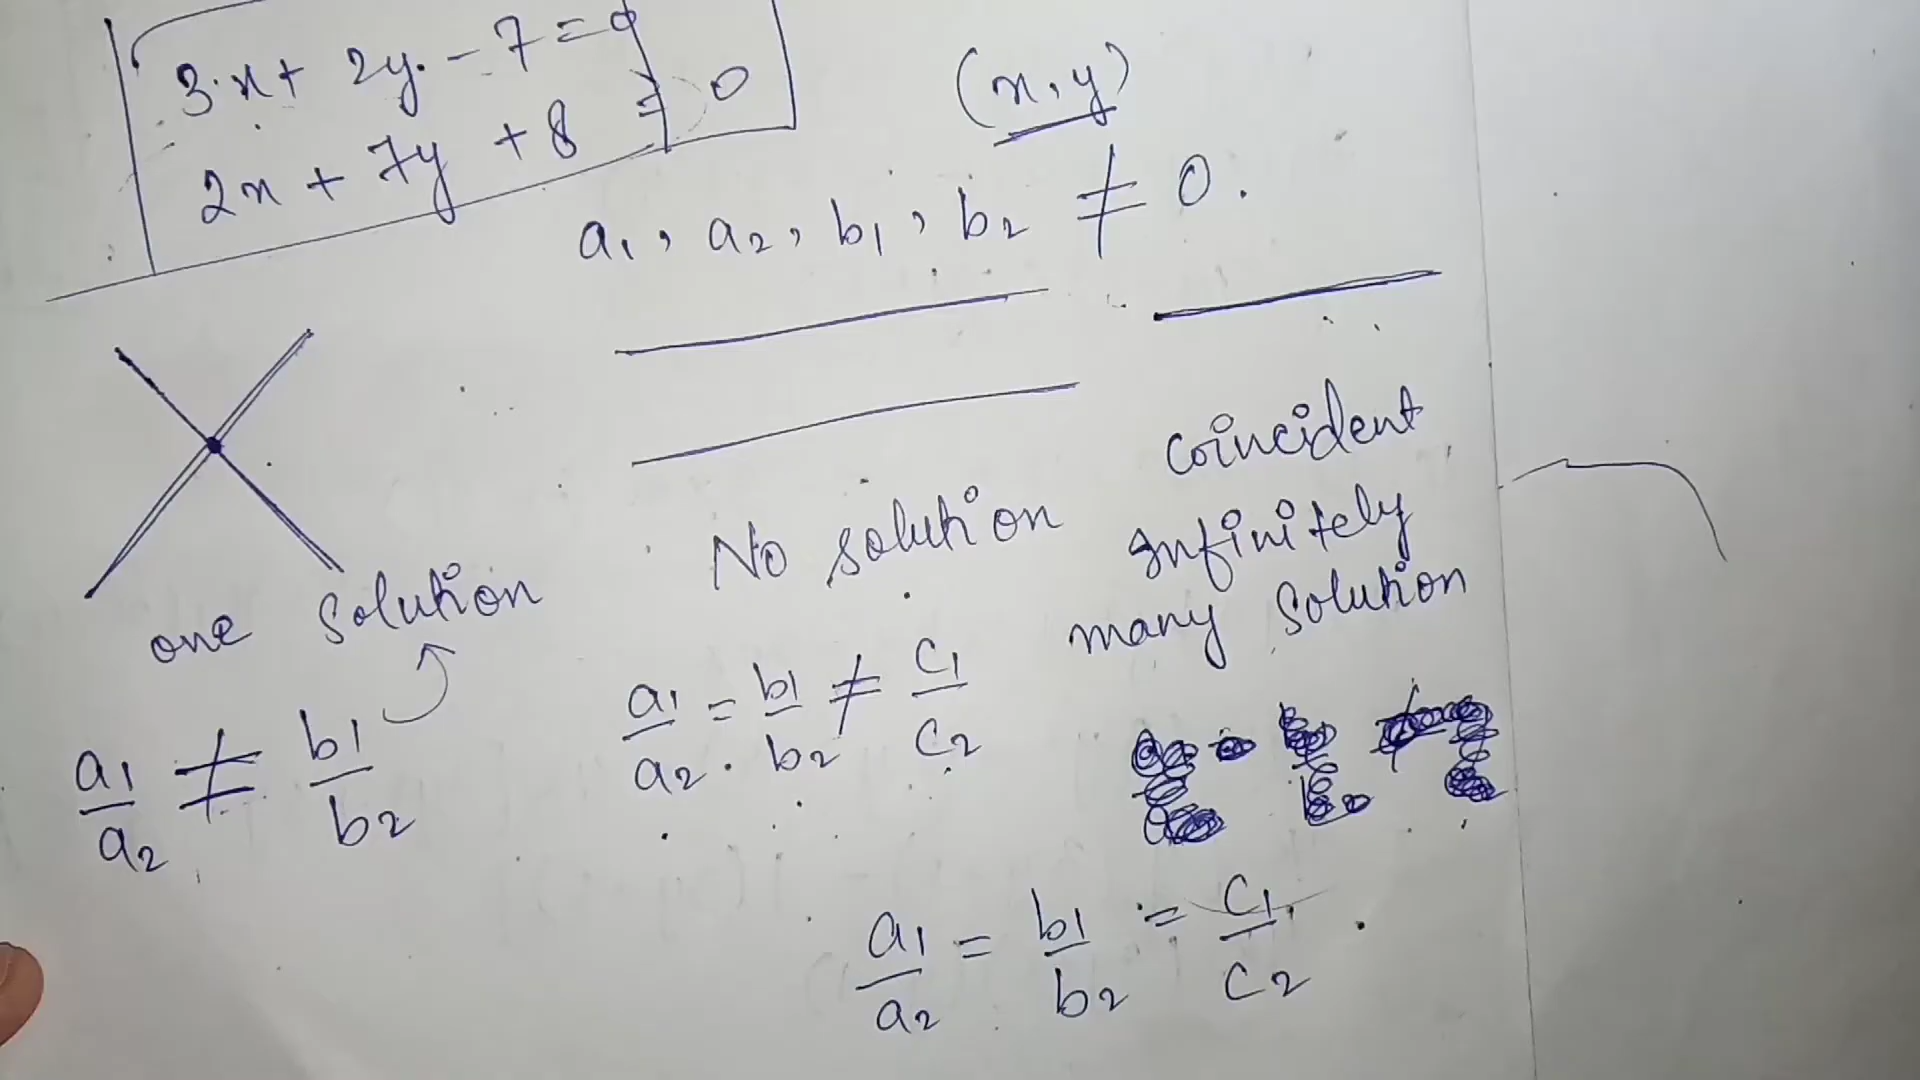 3x + 2y - 7 = 0
2x + 7y + 8 = 0
(x, y)
a1, a2, b1, b2 ≠ 0.
one solution
a1/a2 ≠ b1/b2
No solution
a1/a2 = b1/b2 ≠ c1/c2
coincident
Infinitely
many solution
a1/a2 = b1/b2 = c1/c2